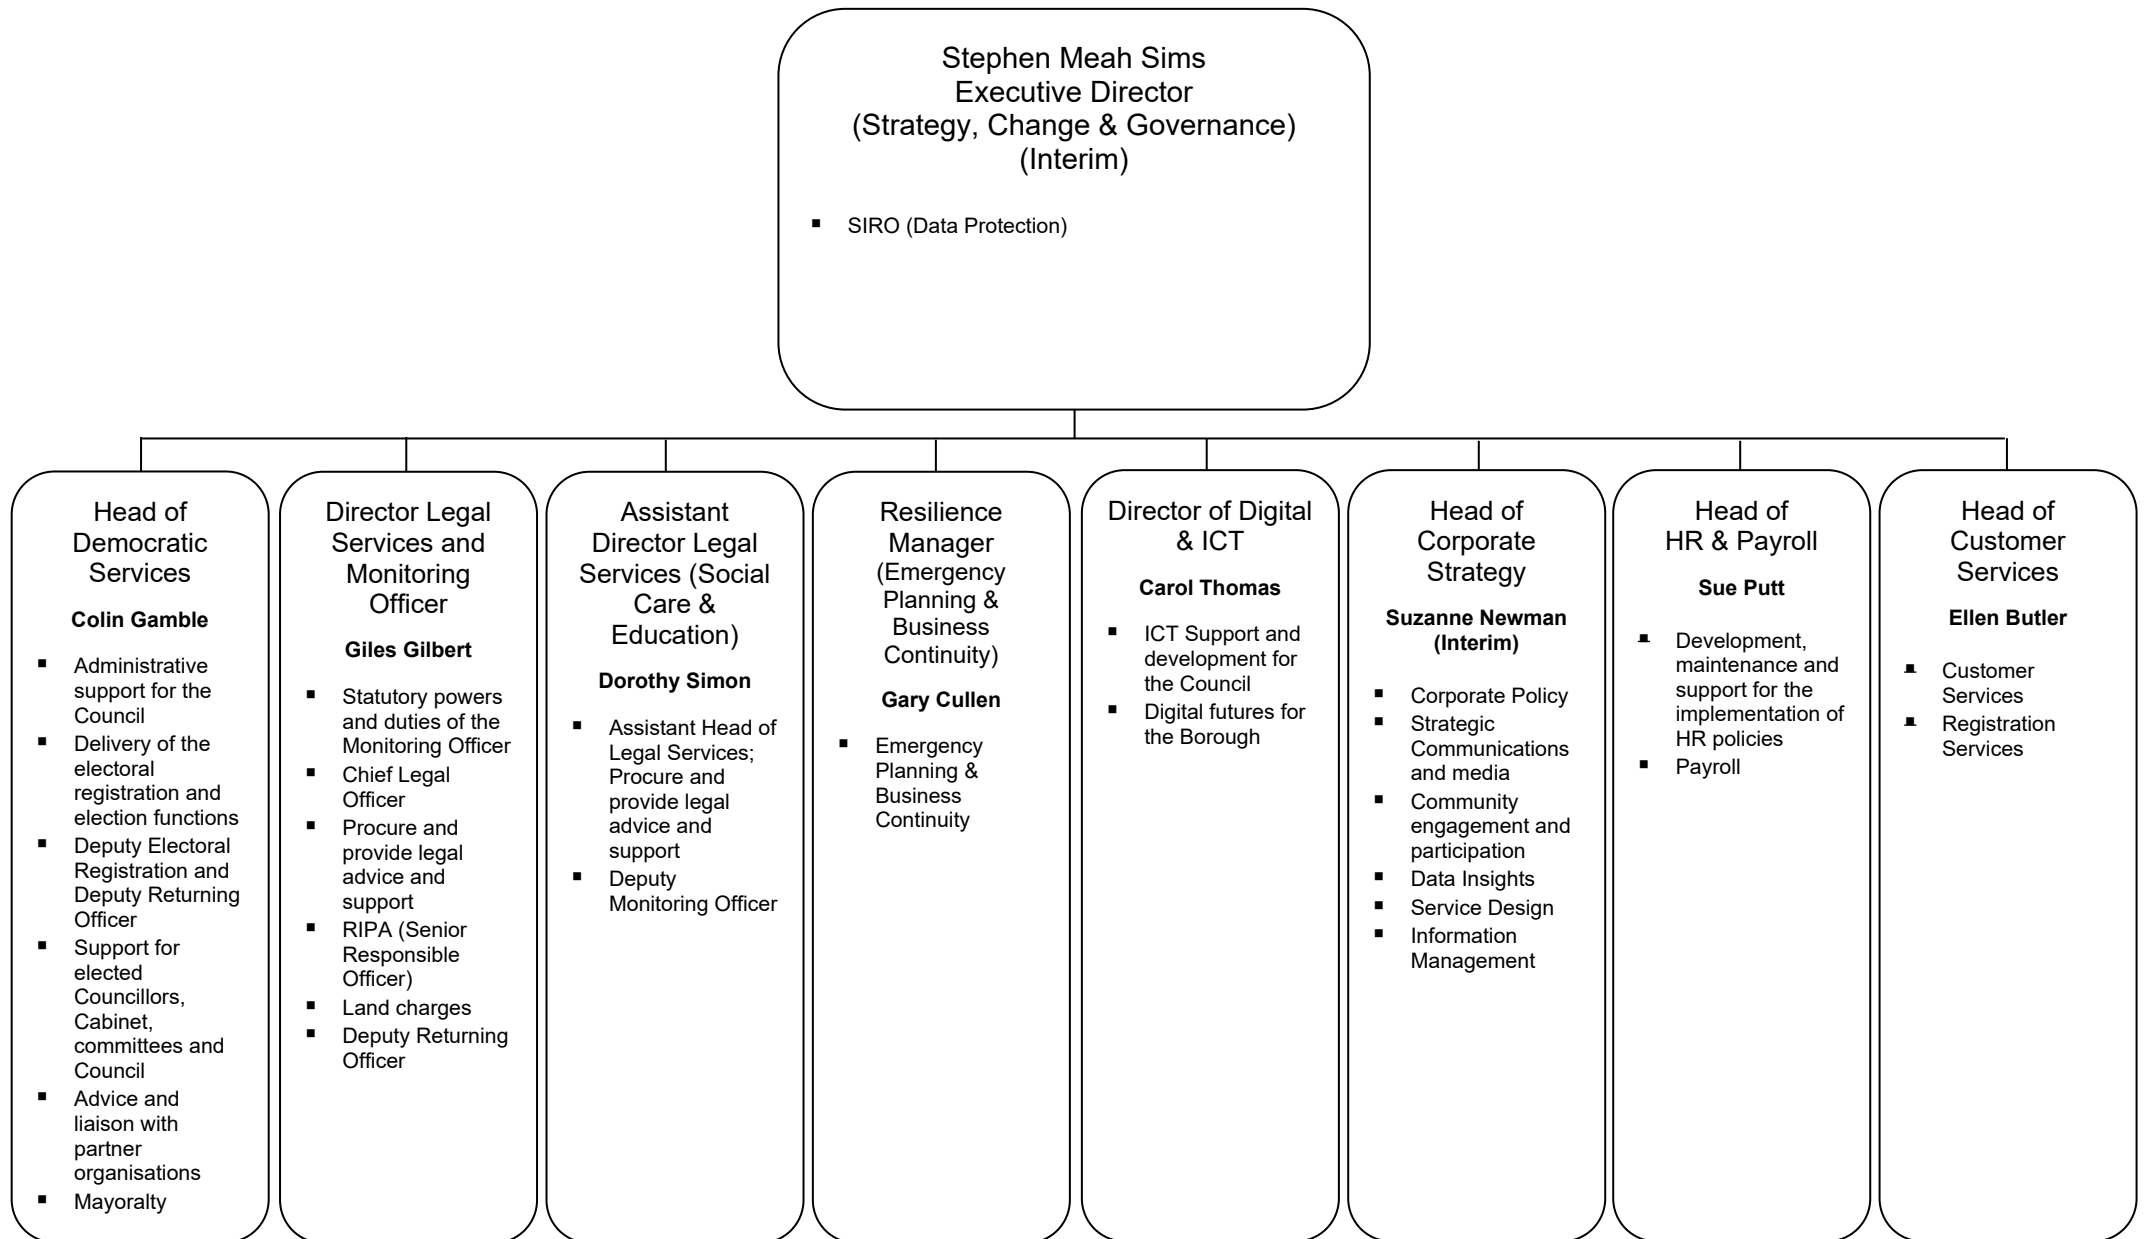 Stephen Meah Sims
Executive Director
(Strategy, Change & Governance)
(Interim)
▪ SIRO (Data Protection)
Head of
Democratic
Services
Colin Gamble
▪ Administrative
support for the
Council
▪ Delivery of the
electoral
registration and
election functions
▪ Deputy Electoral
Registration and
Deputy Returning
Officer
▪ Support for
elected
Councillors,
Cabinet,
committees and
Council
▪ Advice and
liaison with
partner
organisations
▪ Mayoralty
Director Legal
Services and
Monitoring
Officer
Giles Gilbert
▪ Statutory powers
and duties of the
Monitoring Officer
▪ Chief Legal
Officer
▪ Procure and
provide legal
advice and
support
▪ RIPA (Senior
Responsible
Officer)
▪ Land charges
▪ Deputy Returning
Officer
Assistant
Director Legal
Services (Social
Care &
Education)
Dorothy Simon
▪ Assistant Head of
Legal Services;
Procure and
provide legal
advice and
support
▪ Deputy
Monitoring Officer
Resilience
Manager
(Emergency
Planning &
Business
Continuity)
Gary Cullen
▪ Emergency
Planning &
Business
Continuity
Director of Digital
& ICT
Carol Thomas
▪ ICT Support and
development for
the Council
▪ Digital futures for
the Borough
Head of
Corporate
Strategy
Suzanne Newman
(Interim)
▪ Corporate Policy
▪ Strategic
Communications
and media
▪ Community
engagement and
participation
▪ Data Insights
▪ Service Design
▪ Information
Management
Head of
HR & Payroll
Sue Putt
▪ Development,
maintenance and
support for the
implementation of
HR policies
▪ Payroll
Head of
Customer
Services
Ellen Butler
▪ Customer
Services
▪ Registration
Services